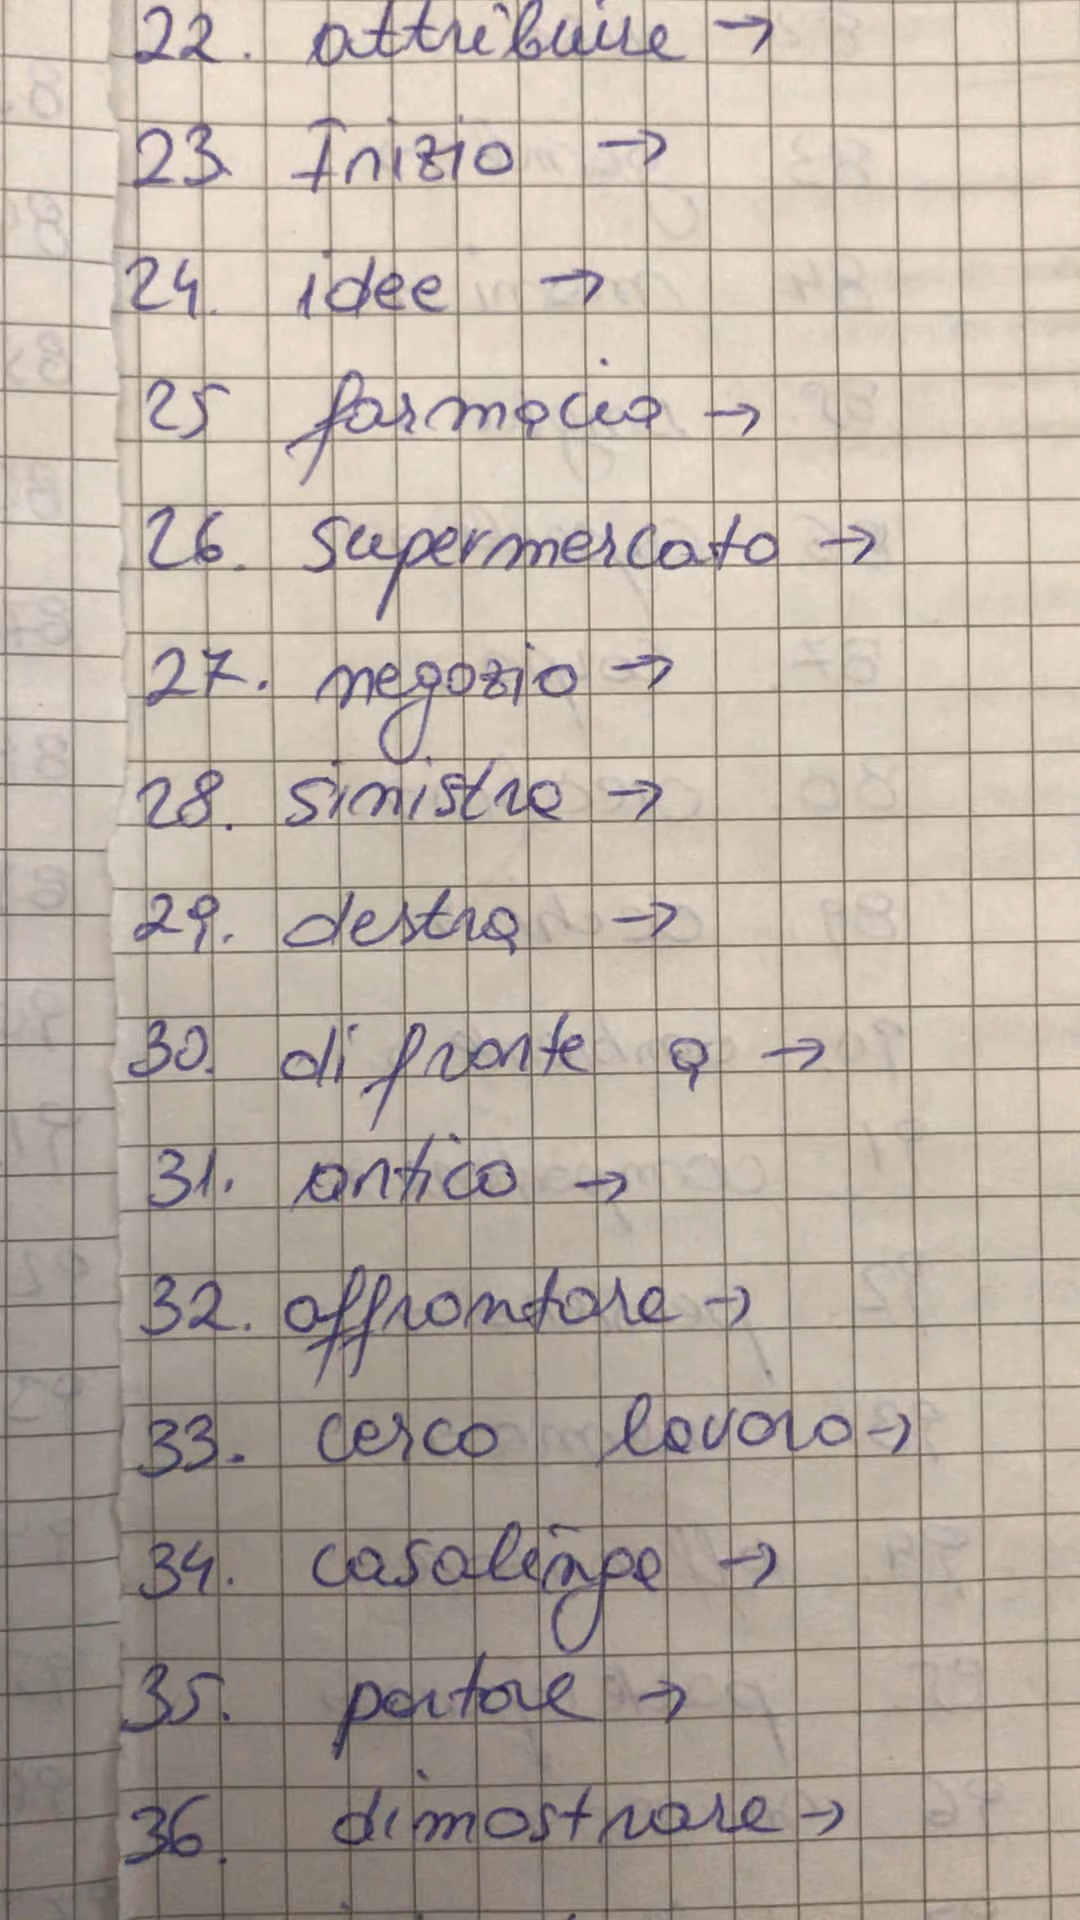 22. attribuire →
23. Inizio →
24. idee →
25 farmacia →
26. supermercato →
27. negozio →
28. sinistra →
29. destra →
30. di fronte a →
31. antico →
32. affrontare →
33. cerco lavoro →
34. casalinga →
35. portare →
36. dimostrare →